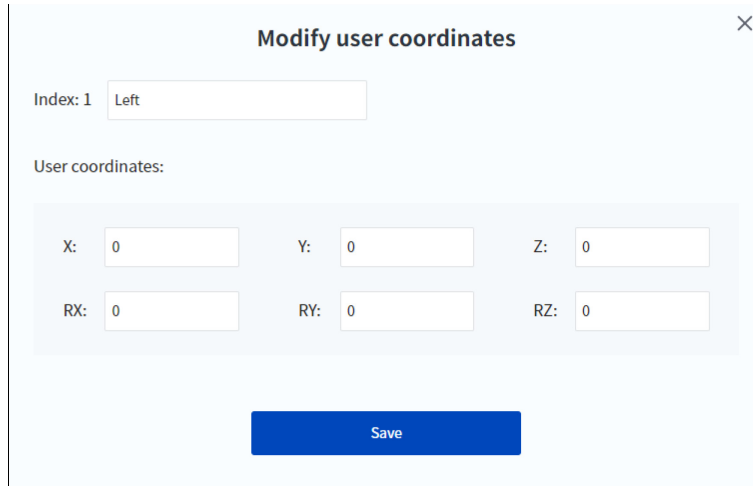 Modify user coordinates
Index: 1 Left
User coordinates:
X: 0 Y: 0 Z: 0
RX: 0 RY: 0 RZ: 0
Save